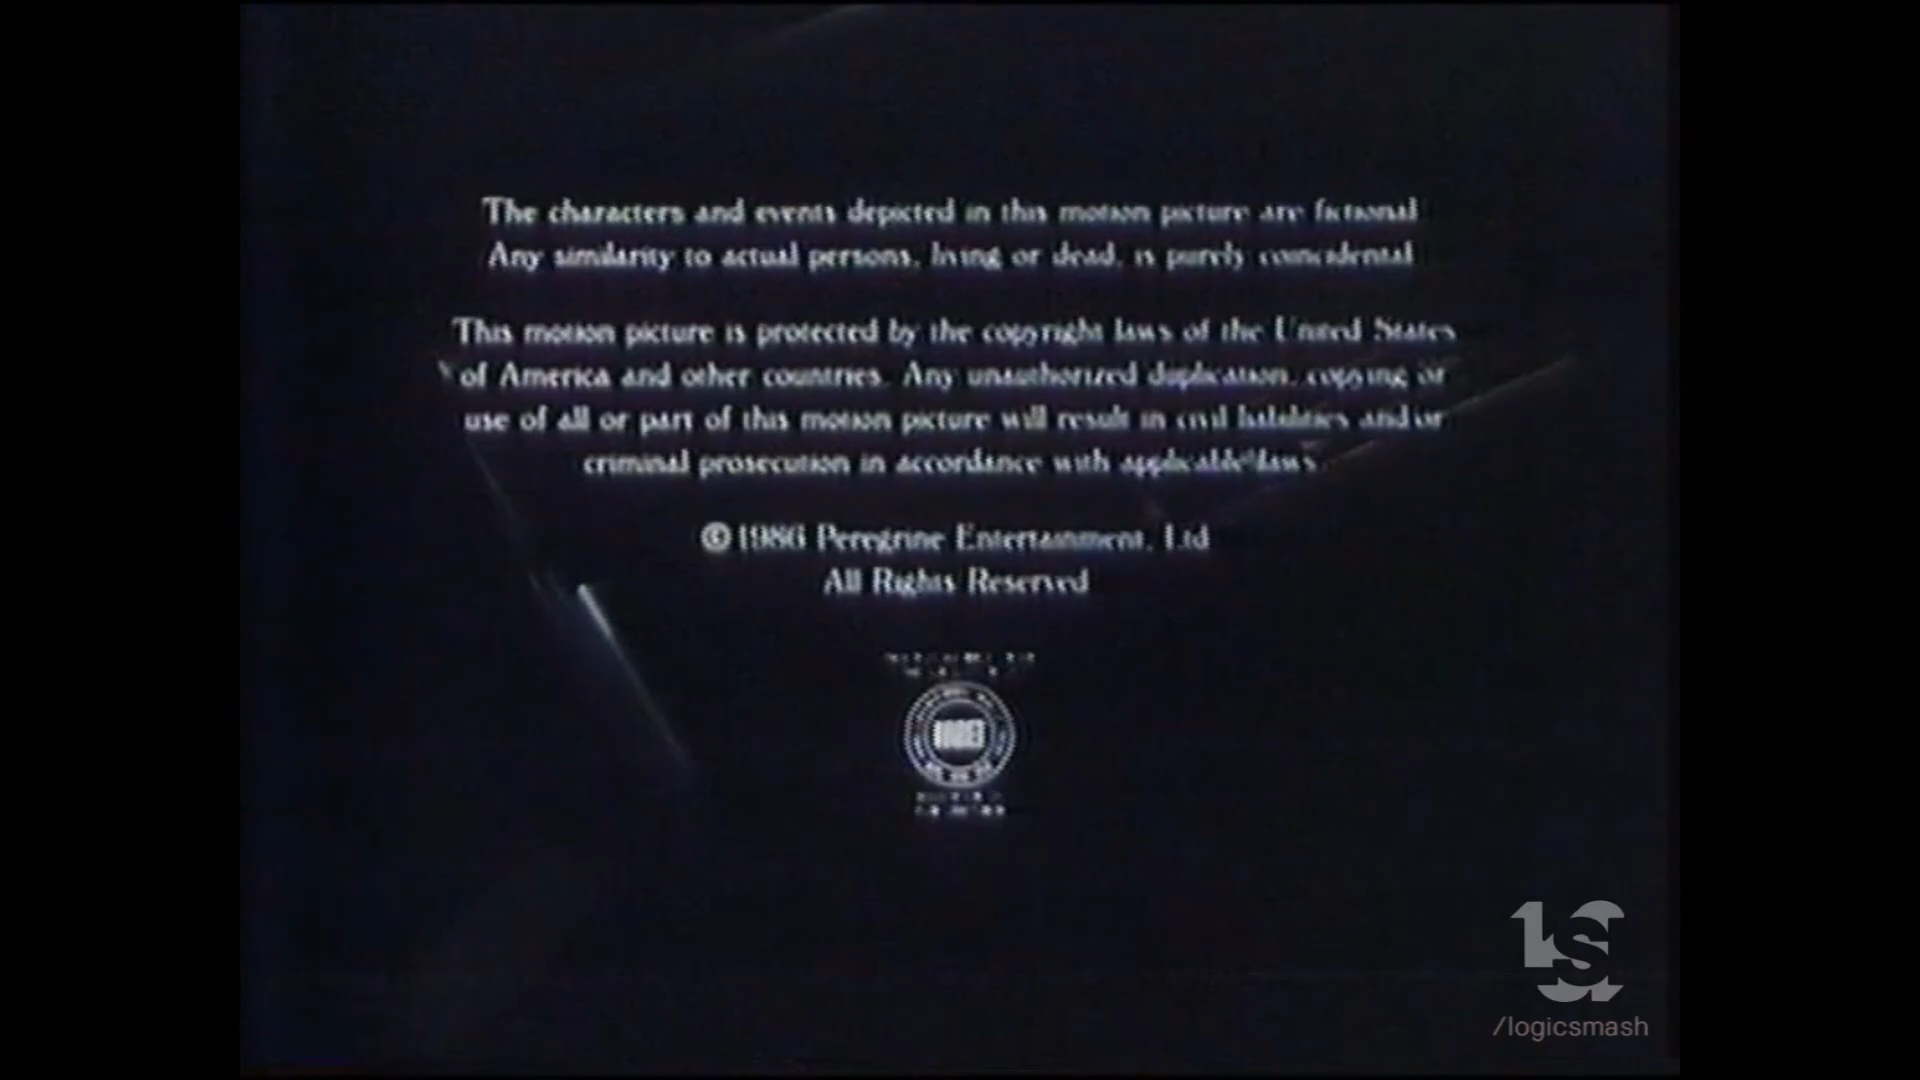 The characters and events depicted in this motion picture are fictional
Any similarity to actual persons, living or dead, is purely coincidental
This motion picture is protected by the copyright laws of the United States
of America and other countries. Any unauthorized duplication, copying or
use of all or part of this motion picture will result in civil liabilities and/or
criminal prosecution in accordance with applicable laws
© 1986 Peregrine Entertainment, Ltd
All Rights Reserved
LS
/logicsmash